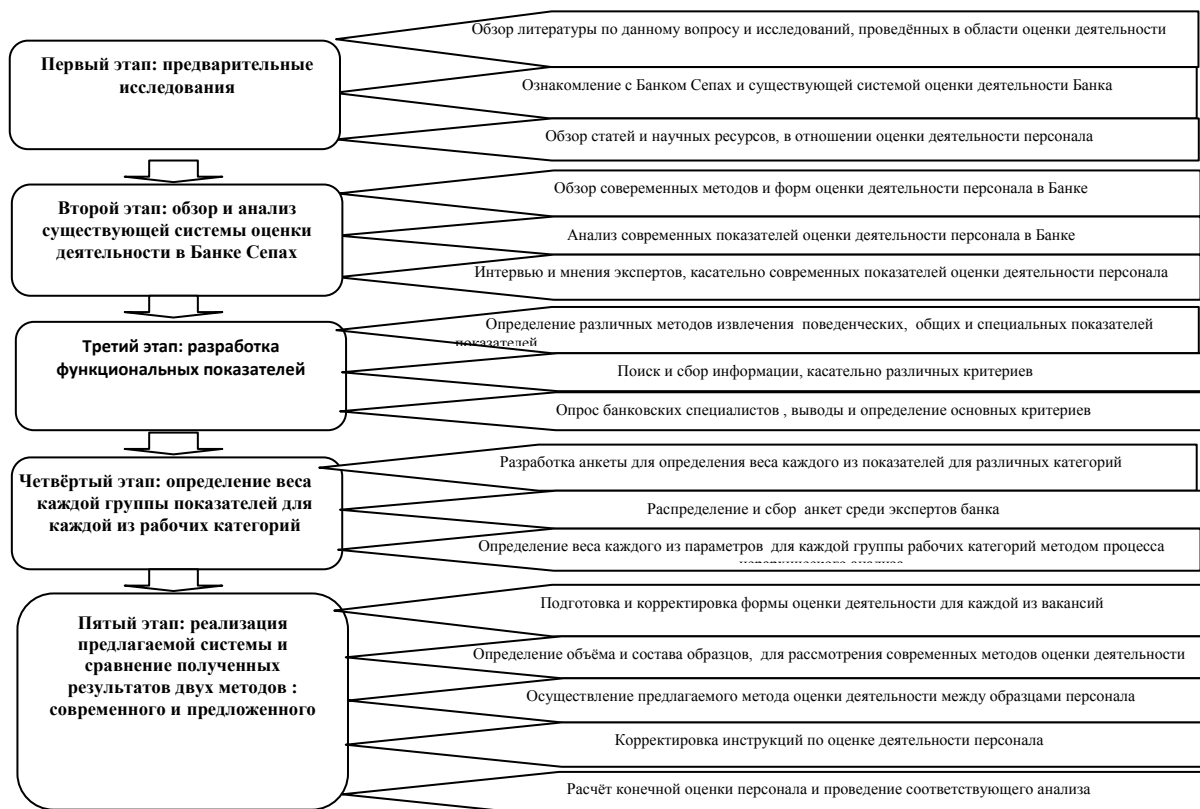 Первый этап: предварительные
исследования
Обзор литературы по данному вопросу и исследований, проведённых в области оценки деятельности
Ознакомление с Банком Сепах и существующей системой оценки деятельности Банка
Обзор статей и научных ресурсов, в отношении оценки деятельности персонала
Второй этап: обзор и анализ
существующей системы оценки
деятельности в Банке Сепах
Обзор совеременных методов и форм оценки деятельности персонала в Банке
Анализ современных показателей оценки деятельности персонала в Банке
Интервью и мнения экспертов, касательно современных показателей оценки деятельности персонала
Третий этап: разработка
функциональных показателей
Определение различных методов извлечения поведенческих, общих и специальных показателей
показателей
Поиск и сбор информации, касательно различных критериев
Опрос банковских специалистов , выводы и определение основных критериев
Четвёртый этап: определение веса
каждой группы показателей для
каждой из рабочих категорий
Разработка анкеты для определения веса каждого из показателей для различных категорий
Распределение и сбор анкет среди экспертов банка
Определение веса каждого из параметров для каждой группы рабочих категорий методом процесса
иерархического анализа
Пятый этап: реализация
предлагаемой системы и
сравнение полученных
результатов двух методов :
современного и предложенного
Подготовка и корректировка формы оценки деятельности для каждой из вакансий
Определение объёма и состава образцов, для рассмотрения современных методов оценки деятельности
Осуществление предлагаемого метода оценки деятельности между образцами персонала
Корректировка инструкций по оценке деятельности персонала
Расчёт конечной оценки персонала и проведение соответствующего анализа